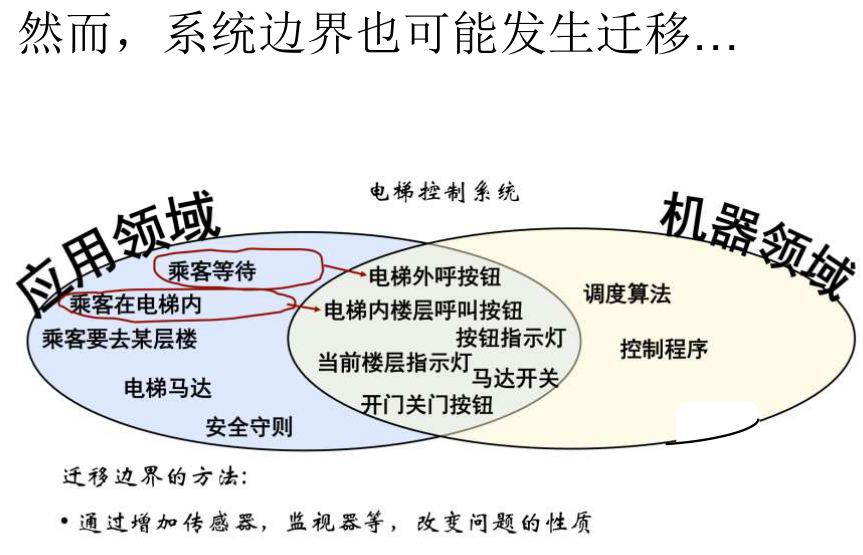 然而，系统边界也可能发生迁移…
电梯控制系统
应用领域
机器领域
乘客等待
乘客在电梯内
乘客要去某层楼
电梯马达
安全守则
电梯外呼按钮
电梯内楼层呼叫按钮
按钮指示灯
当前楼层指示灯
马达开关
开门关门按钮
调度算法
控制程序
迁移边界的方法：
• 通过增加传感器，监视器等，改变问题的性质